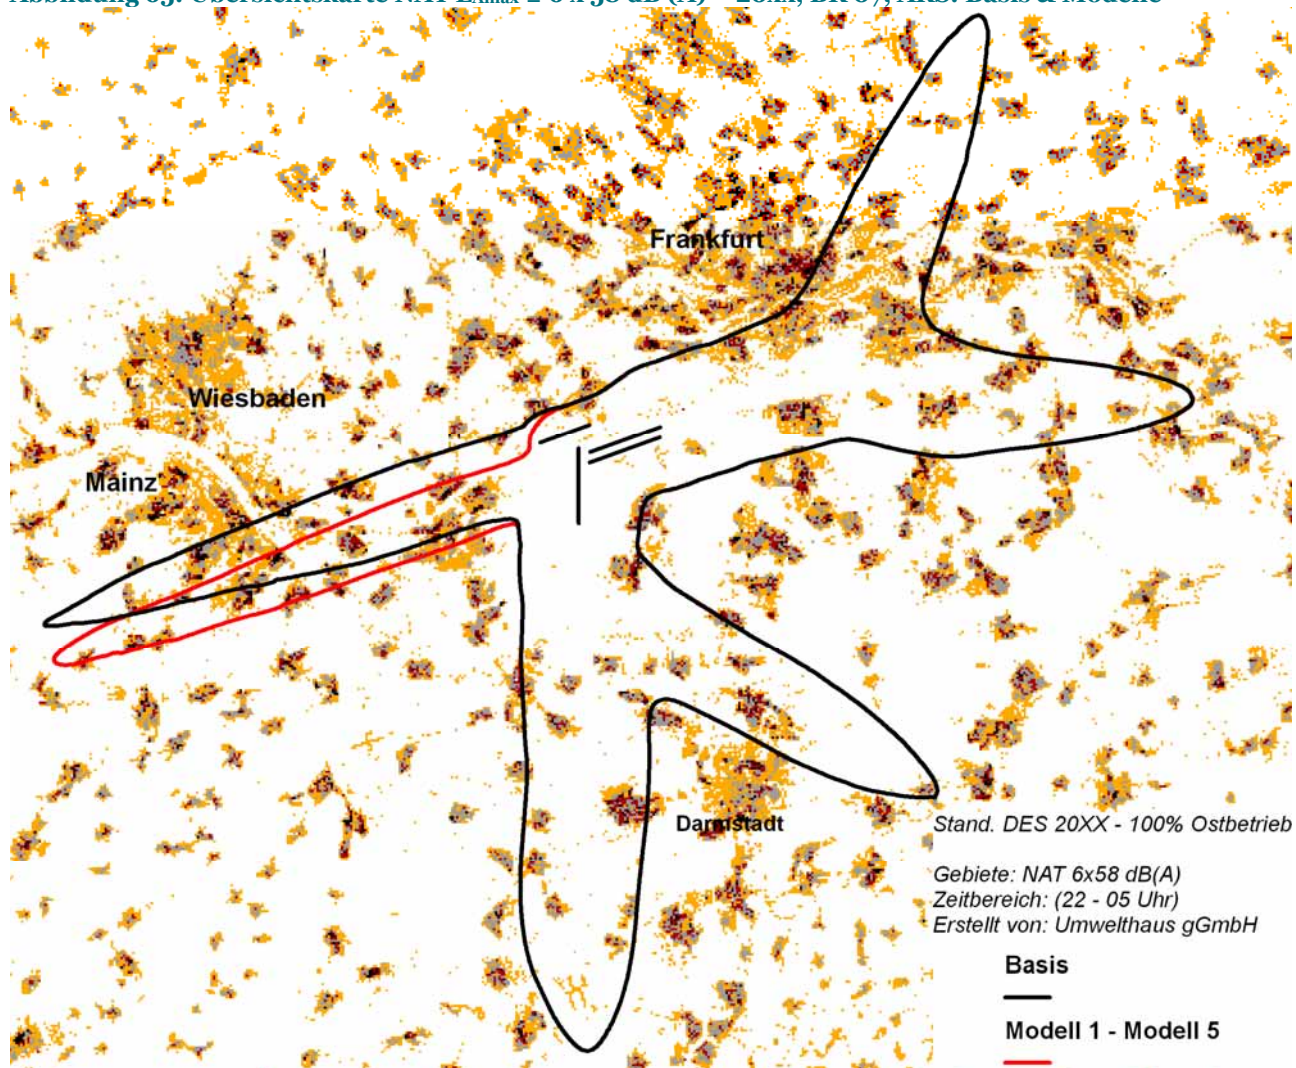 Frankfurt
Wiesbaden
Mainz
Darmstadt
Stand. DES 20XX - 100% Ostbetrieb
Gebiete: NAT 6x58 dB(A)
Zeitbereich: (22 - 05 Uhr)
Erstellt von: Umwelthaus gGmbH
Basis
Modell 1 - Modell 5